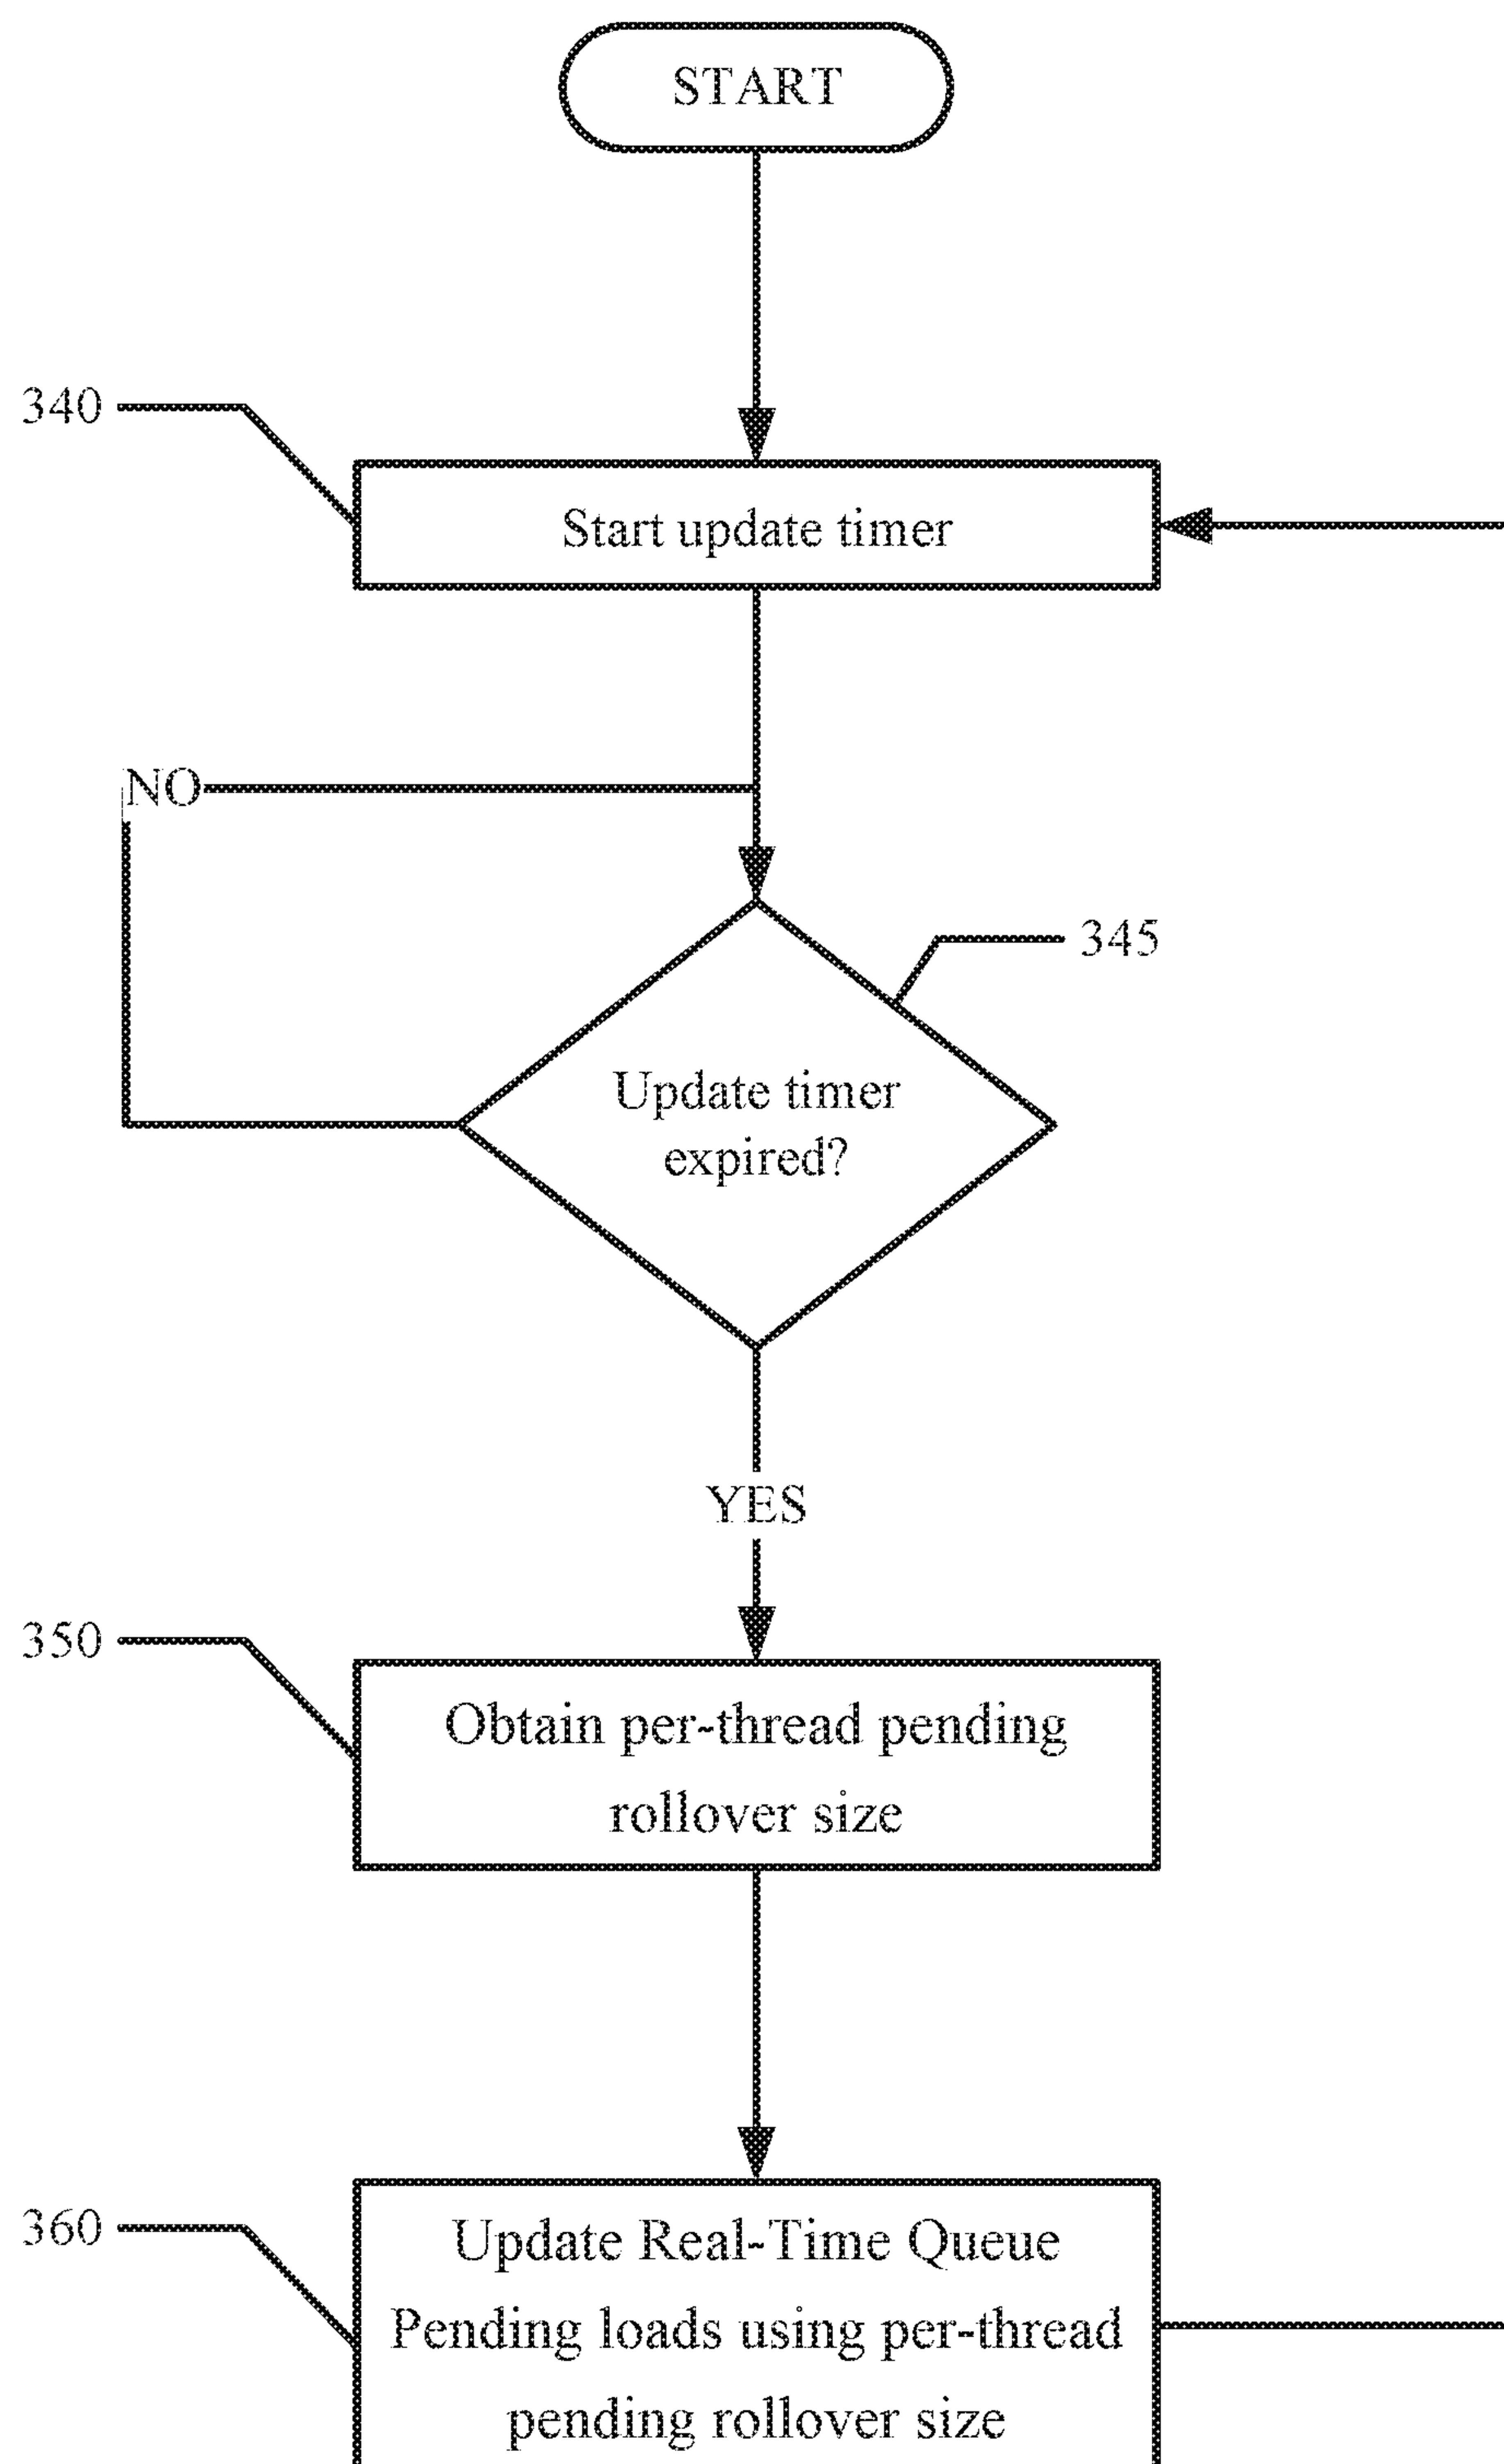 START
340
Start update timer
NO
345
Update timer
expired?
YES
350
Obtain per-thread pending
rollover size
360
Update Real-Time Queue
Pending loads using per-thread
pending rollover size